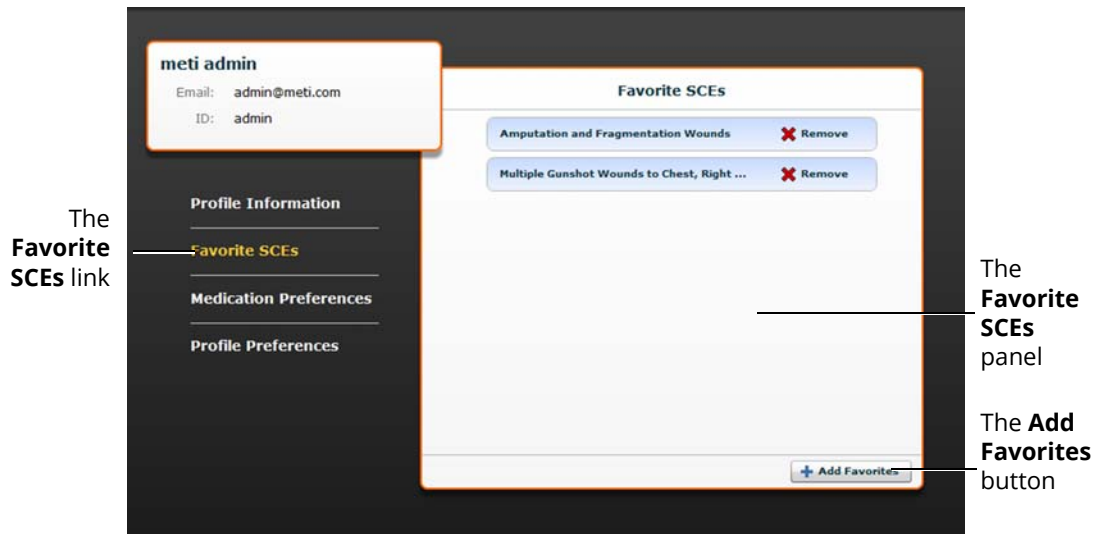 meti admin
Email: admin@meti.com
ID: admin
Favorite SCEs
Amputation and Fragmentation Wounds Remove
Multiple Gunshot Wounds to Chest, Right ... Remove
Profile Information
Favorite SCEs
Medication Preferences
Profile Preferences
Add Favorites
The
Favorite
SCEs link
The
Favorite
SCEs
panel
The Add
Favorites
button